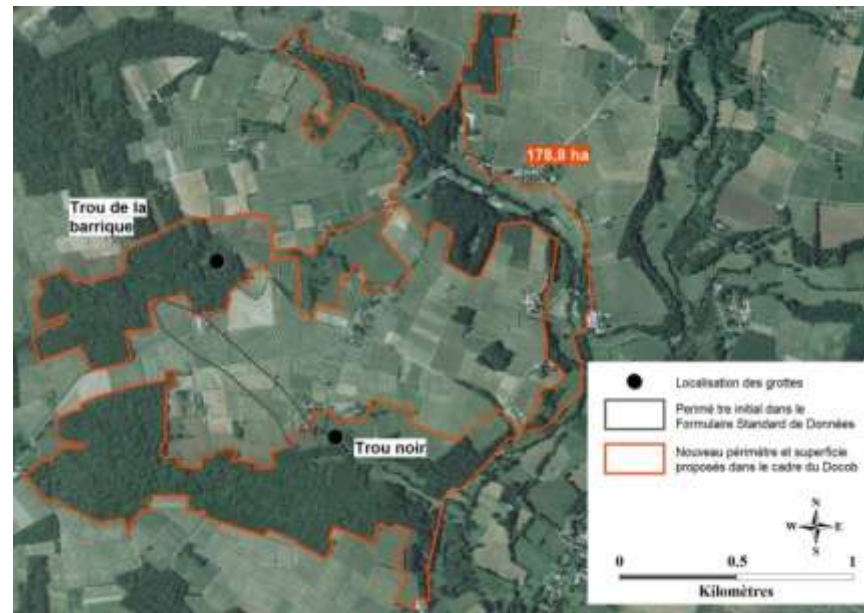 178,8 ha
Trou de la
barrique
Trou noir
Localisation des grottes
Perimé tre initial dans le
Formulaire Standard de Données
Nouveau périmètre et superficie
proposés dans le cadre du Docob
N
W E
S
0 0.5 1
Kilomètres